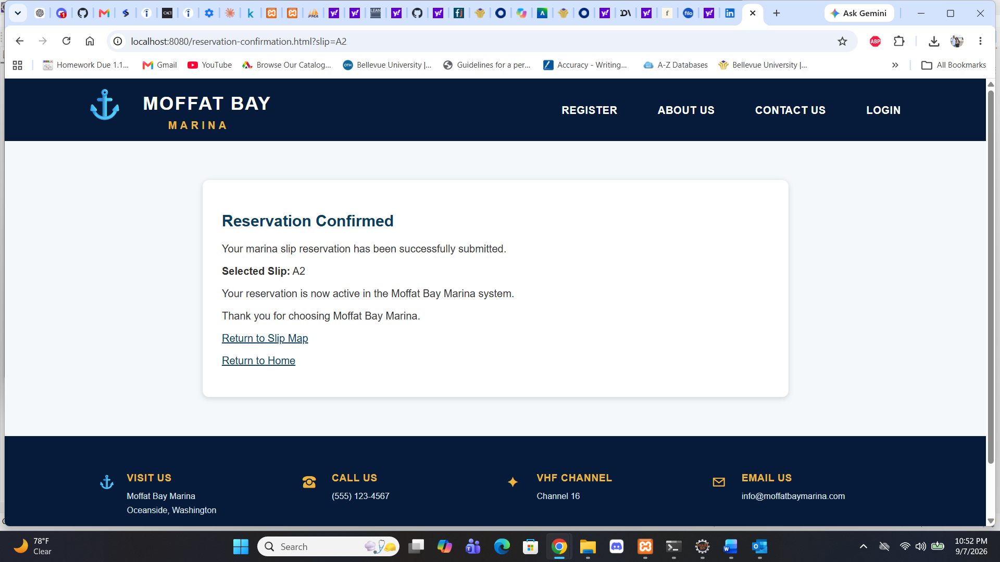 Ask Gemini
localhost:8080/reservation-confirmation.html?slip=A2
ABP
Homework Due 1.1...
Gmail
YouTube
Browse Our Catalog...
OTH
Bellevue University |...
Guidelines for a per...
Accuracy - Writing...
A-Z Databases
Bellevue University |...
All Bookmarks
MOFFAT BAY
MARINA
REGISTER
ABOUT US
CONTACT US
LOGIN
Reservation Confirmed
Your marina slip reservation has been successfully submitted.
Selected Slip: A2
Your reservation is now active in the Moffat Bay Marina system.
Thank you for choosing Moffat Bay Marina.
Return to Slip Map
Return to Home
VISIT US
Moffat Bay Marina
Oceanside, Washington
CALL US
(555) 123-4567
VHF CHANNEL
Channel 16
EMAIL US
info@moffatbaymarina.com
78°F
Clear
Search
10:52 PM
9/7/2026